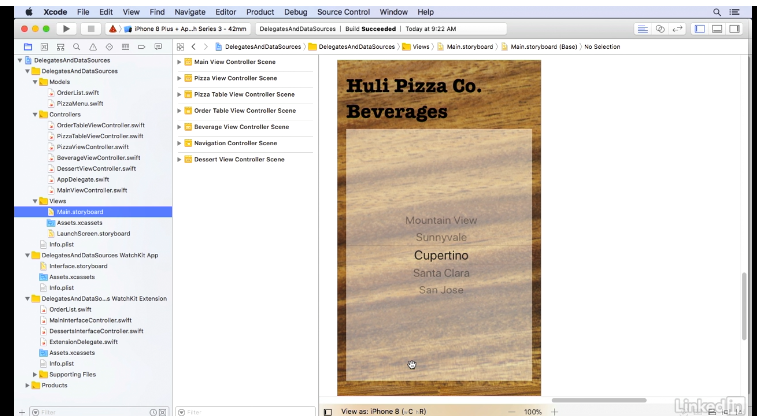 Xcode File Edit View Find Navigate Editor Product Debug Source Control Window Help
iPhone 8 Plus + Ap...h Series 3 - 42mm DelegatesAndDataSources | Build Succeeded | Today at 9:22 AM
DelegatesAndDataSources DelegatesAndDataSources Views Main.storyboard Main.storyboard (Base) No Selection
DelegatesAndDataSources
DelegatesAndDataSources
Models
OrderList.swift
PizzaMenu.swift
Controllers
OrderTableViewController.swift
PizzaTableViewController.swift
PizzaViewController.swift
BeverageViewController.swift
DessertViewController.swift
AppDelegate.swift
MainViewController.swift
Views
Main.storyboard
Assets.xcassets
LaunchScreen.storyboard
Info.plist
DelegatesAndDataSources WatchKit App
Interface.storyboard
Assets.xcassets
Info.plist
DelegatesAndDataSo...s WatchKit Extension
OrderList.swift
MainInterfaceController.swift
DessertsInterfaceController.swift
ExtensionDelegate.swift
Assets.xcassets
Info.plist
Supporting Files
Products
Filter
Main View Controller Scene
Pizza View Controller Scene
Pizza Table View Controller Scene
Order Table View Controller Scene
Beverage View Controller Scene
Navigation Controller Scene
Dessert View Controller Scene
Filter
Huli Pizza Co.
Beverages
Mountain View
Sunnyvale
Cupertino
Santa Clara
San Jose
View as: iPhone 8 (wC hR) — 100% +
LinkedIn